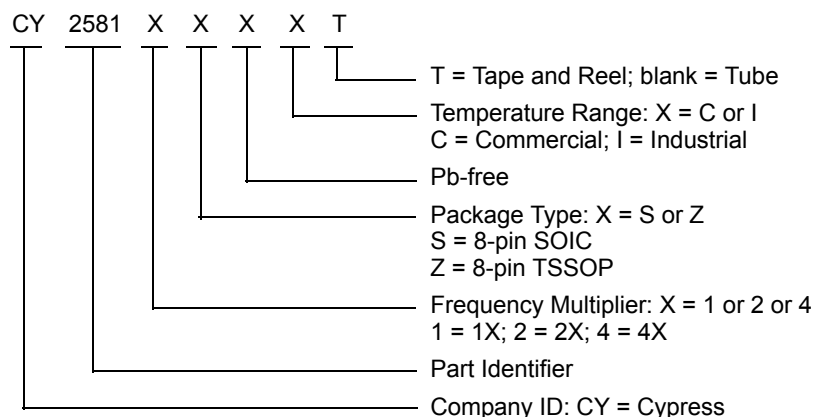 CY 2581 X X X X T
T = Tape and Reel; blank = Tube
Temperature Range: X = C or I
C = Commercial; I = Industrial
Pb-free
Package Type: X = S or Z
S = 8-pin SOIC
Z = 8-pin TSSOP
Frequency Multiplier: X = 1 or 2 or 4
1 = 1X; 2 = 2X; 4 = 4X
Part Identifier
Company ID: CY = Cypress